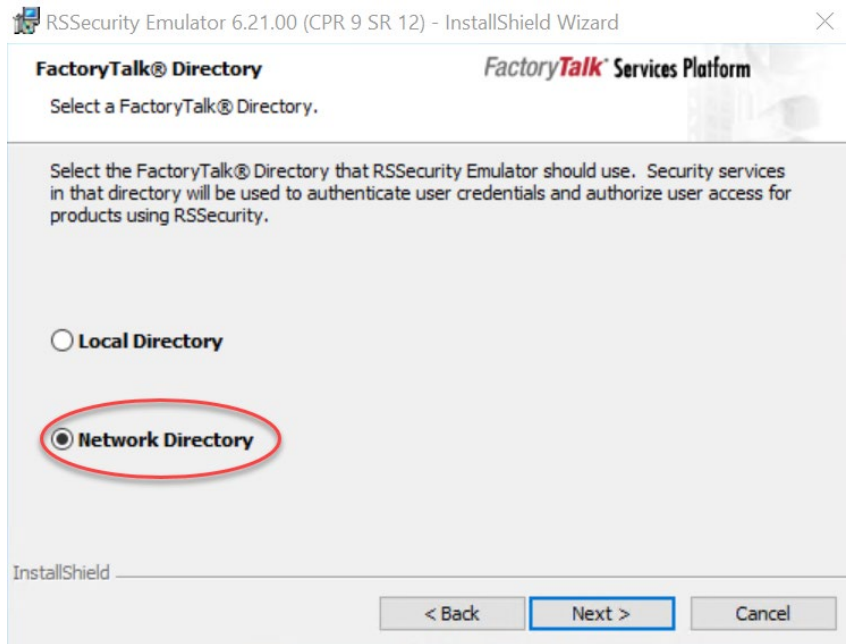 RSSecurity Emulator 6.21.00 (CPR 9 SR 12) - InstallShield Wizard
FactoryTalk® Directory
FactoryTalk® Services Platform
Select a FactoryTalk® Directory.
Select the FactoryTalk® Directory that RSSecurity Emulator should use.  Security services
in that directory will be used to authenticate user credentials and authorize user access for
products using RSSecurity.
Local Directory
Network Directory
InstallShield
< Back
Next >
Cancel